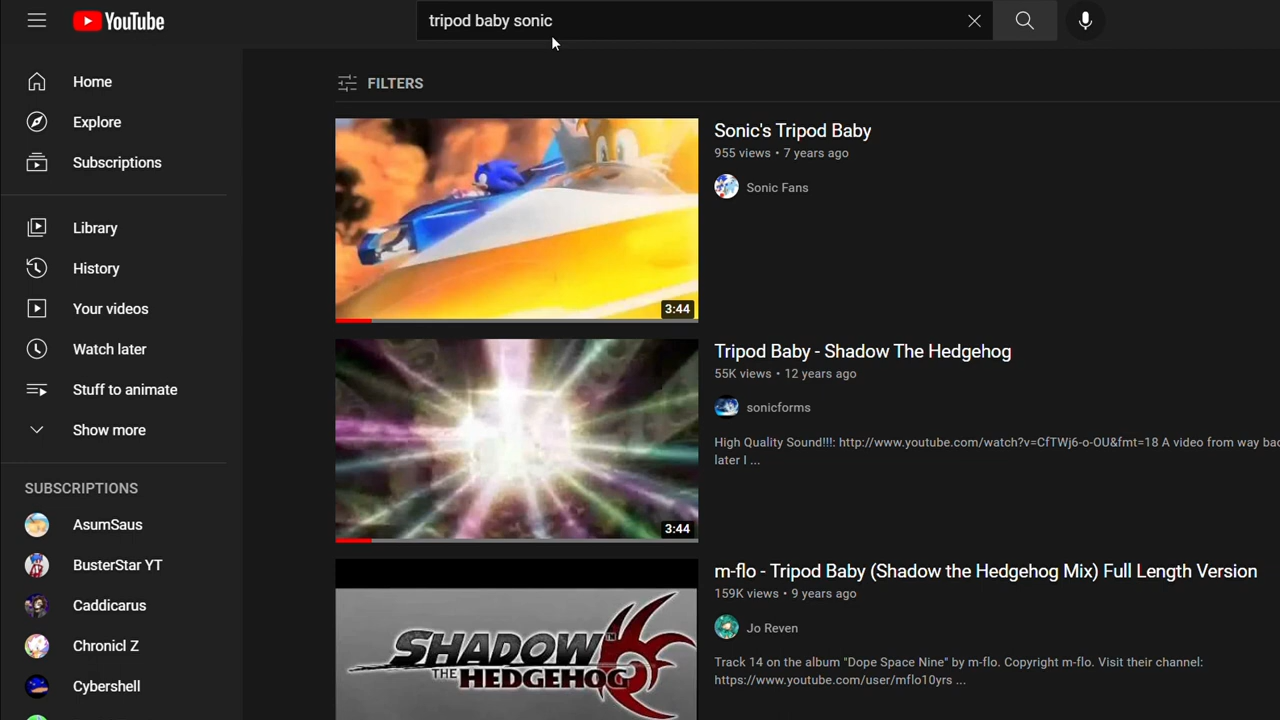 YouTube
tripod baby sonic
Home
Explore
Subscriptions
Library
History
Your videos
Watch later
Stuff to animate
Show more
SUBSCRIPTIONS
AsumSaus
BusterStar YT
Caddicarus
Chronicl Z
Cybershell
FILTERS
3:44
Sonic's Tripod Baby
955 views • 7 years ago
Sonic Fans
3:44
Tripod Baby - Shadow The Hedgehog
55K views • 12 years ago
sonicforms
High Quality Sound!!!: http://www.youtube.com/watch?v=CfTWj6-o-OU&fmt=18 A video from way bac
later I ...
SHADOW
THE HEDGEHOG
m-flo - Tripod Baby (Shadow the Hedgehog Mix) Full Length Version
159K views • 9 years ago
Jo Reven
Track 14 on the album "Dope Space Nine" by m-flo. Copyright m-flo. Visit their channel:
https://www.youtube.com/user/mflo10yrs ...